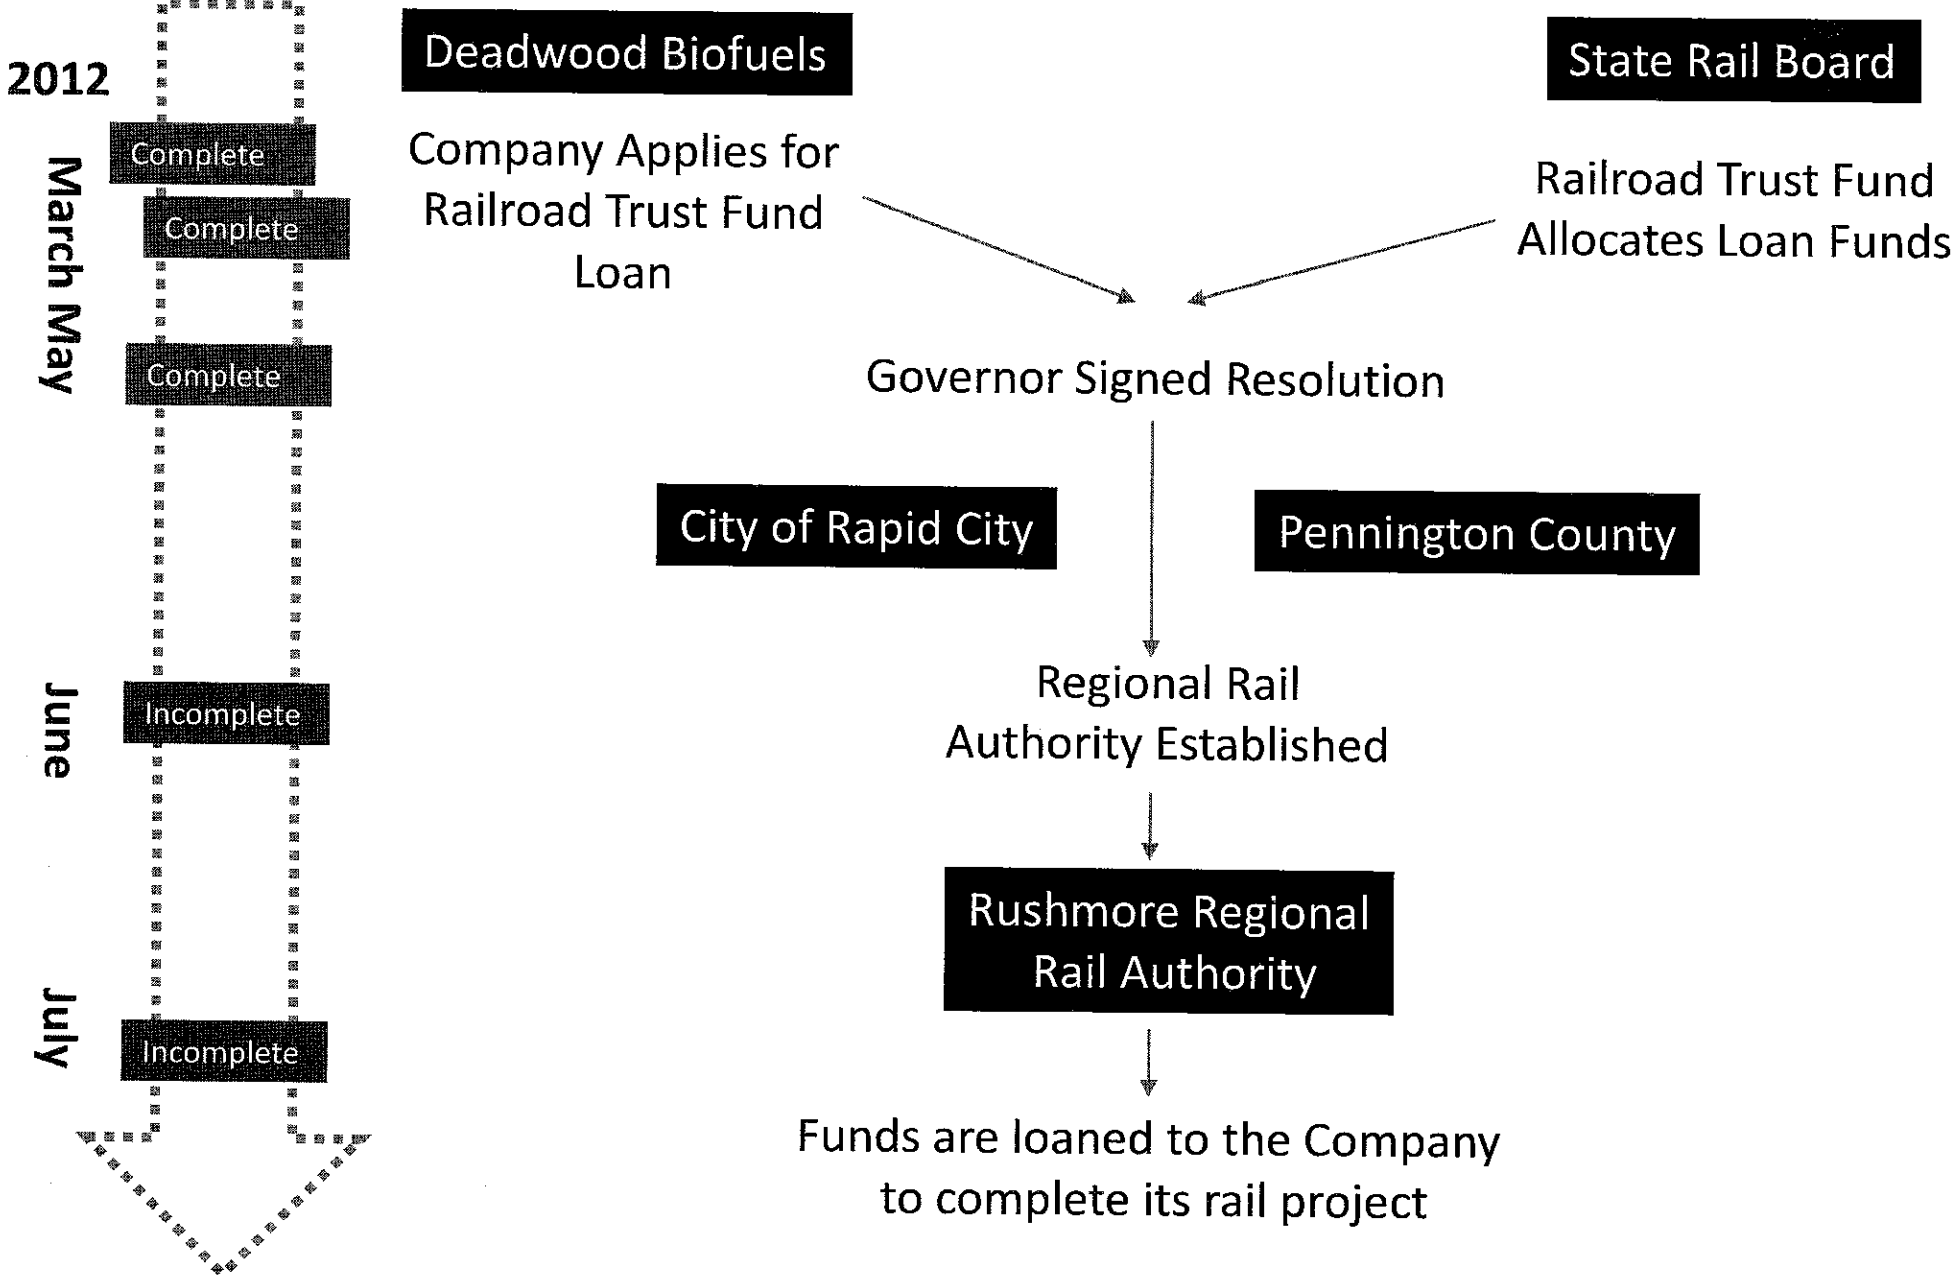 2012
March May
June
July
Complete
Complete
Complete
Incomplete
Incomplete
Deadwood Biofuels
Company Applies for
Railroad Trust Fund
Loan
State Rail Board
Railroad Trust Fund
Allocates Loan Funds
Governor Signed Resolution
City of Rapid City
Pennington County
Regional Rail
Authority Established
Rushmore Regional
Rail Authority
Funds are loaned to the Company
to complete its rail project